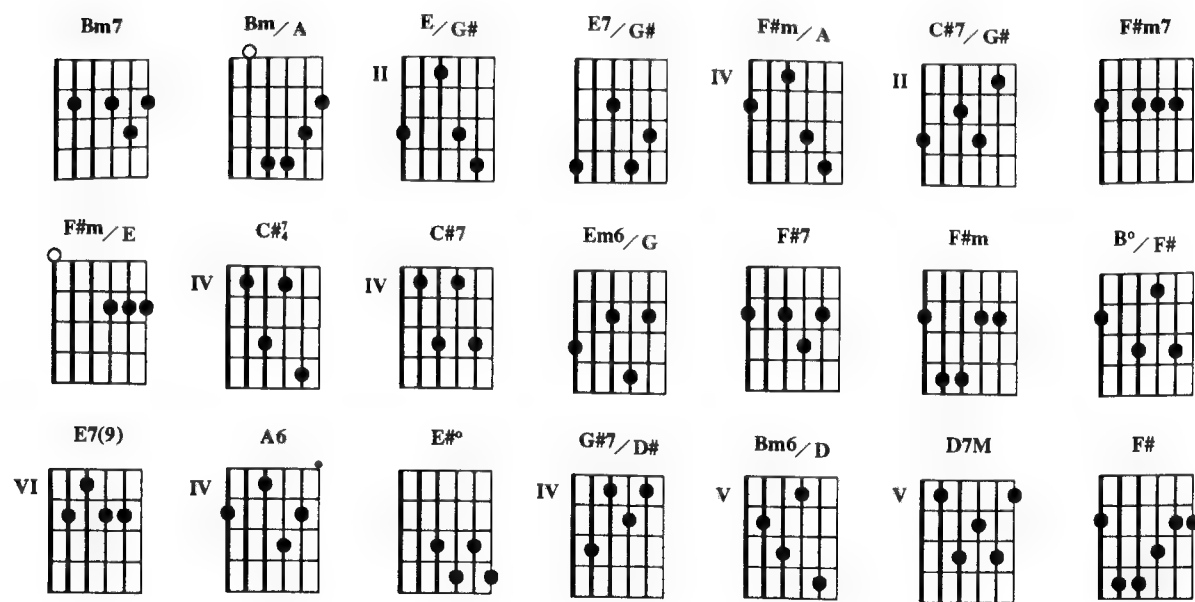 Bm7 Bm/A E/G# E7/G# F#m/A C#7/G# F#m7
II IV II
F#m/E C#7/4 C#7 Em6/G F#7 F#m Bº/F#
IV IV
E7(9) A6 E#º G#7/D# Bm6/D D7M F#
VI IV IV V V